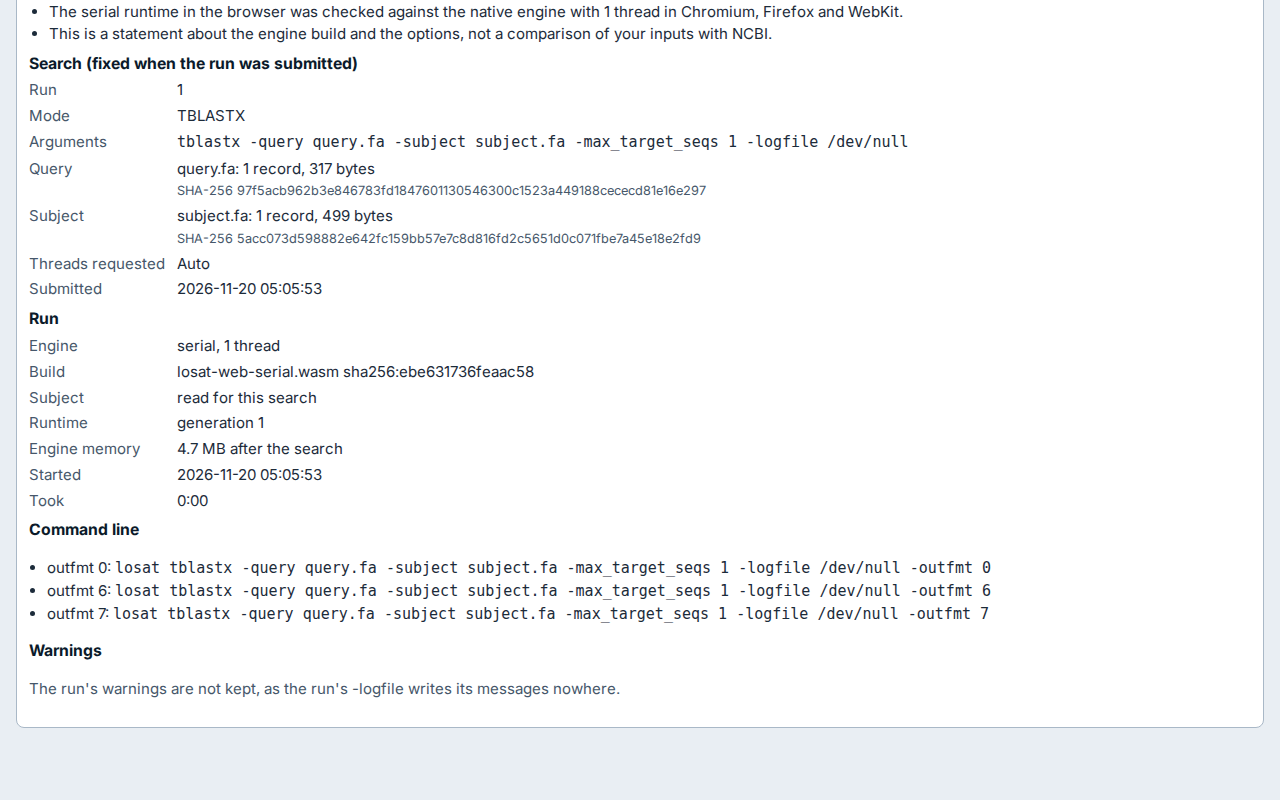 • The serial runtime in the browser was checked against the native engine with 1 thread in Chromium, Firefox and WebKit.
• This is a statement about the engine build and the options, not a comparison of your inputs with NCBI.
Search (fixed when the run was submitted)
Run 1
Mode TBLASTX
Arguments tblastx -query query.fa -subject subject.fa -max_target_seqs 1 -logfile /dev/null
Query query.fa: 1 record, 317 bytes
SHA-256 97f5acb962b3e846783fd1847601130546300c1523a449188cececd81e16e297
Subject subject.fa: 1 record, 499 bytes
SHA-256 5acc073d598882e642fc159bb57e7c8d816fd2c5651d0c071fbe7a45e18e2fd9
Threads requested Auto
Submitted 2026-11-20 05:05:53
Run
Engine serial, 1 thread
Build losat-web-serial.wasm sha256:ebe631736feaac58
Subject read for this search
Runtime generation 1
Engine memory 4.7 MB after the search
Started 2026-11-20 05:05:53
Took 0:00
Command line
• outfmt 0: losat tblastx -query query.fa -subject subject.fa -max_target_seqs 1 -logfile /dev/null -outfmt 0
• outfmt 6: losat tblastx -query query.fa -subject subject.fa -max_target_seqs 1 -logfile /dev/null -outfmt 6
• outfmt 7: losat tblastx -query query.fa -subject subject.fa -max_target_seqs 1 -logfile /dev/null -outfmt 7
Warnings
The run's warnings are not kept, as the run's -logfile writes its messages nowhere.